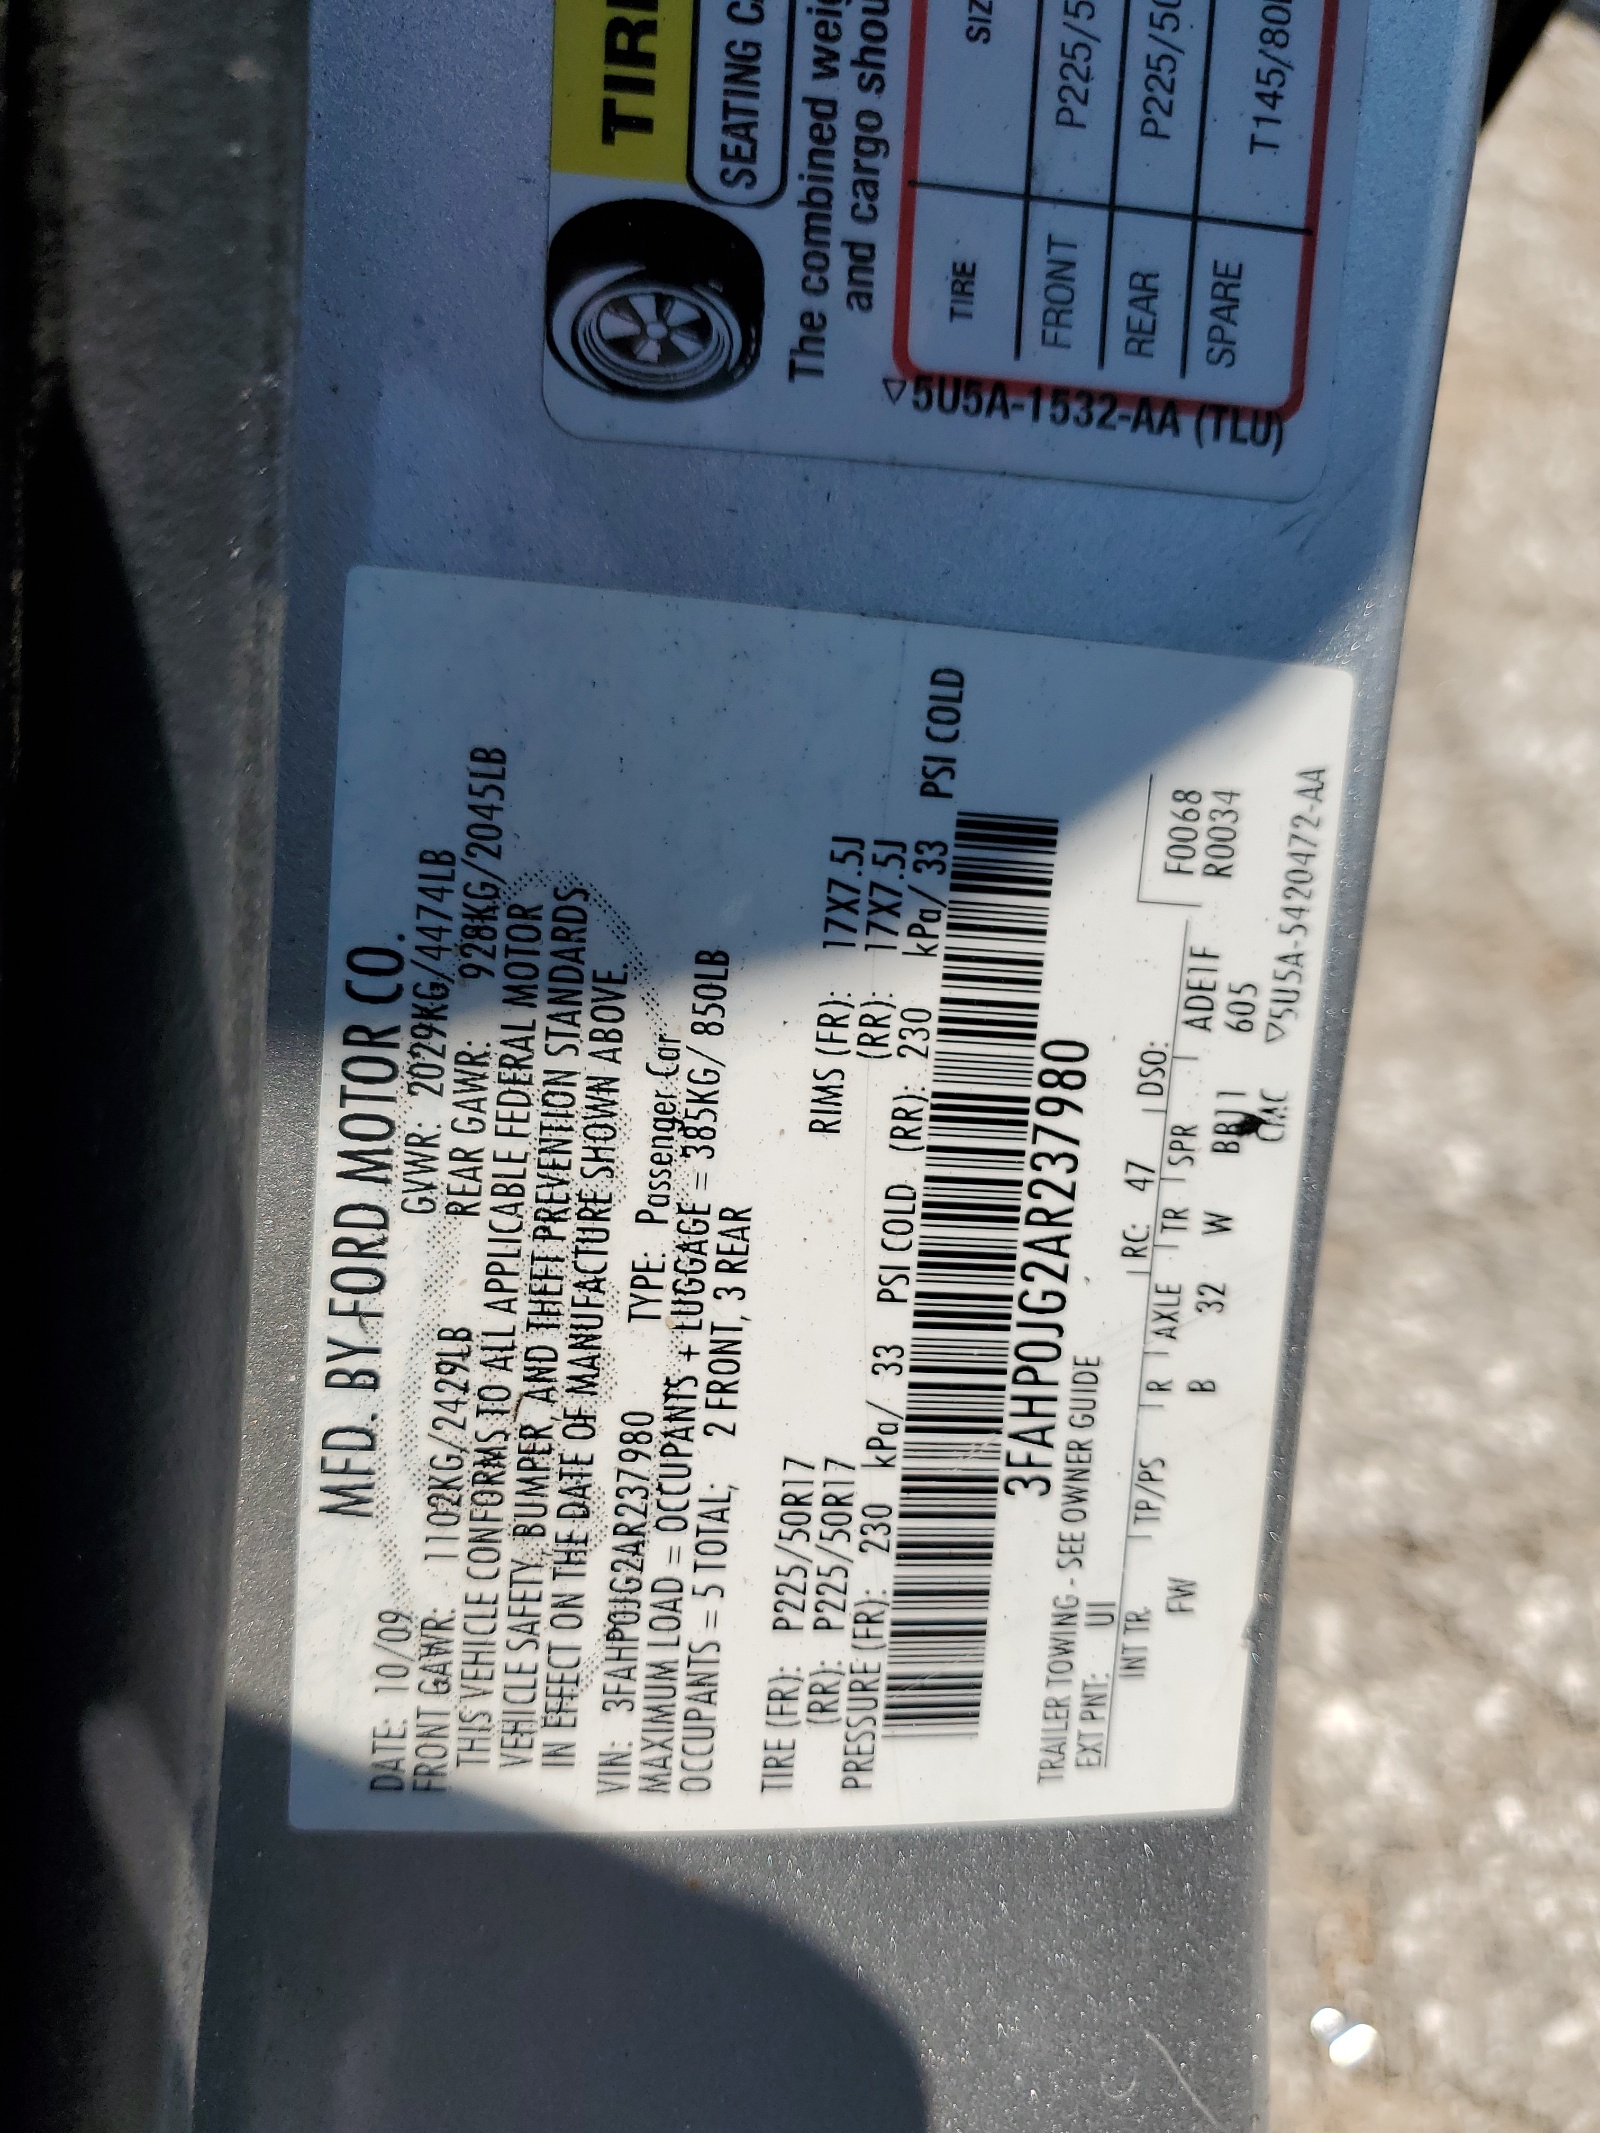 MFD. BY FORD MOTOR CO.
DATE: 10/09 GVWR: 2029KG/4474LB
FRONT GAWR: 1102KG/2429LB REAR GAWR: 928KG/2045LB
THIS VEHICLE CONFORMS TO ALL APPLICABLE FEDERAL MOTOR
VEHICLE SAFETY, BUMPER, AND THEFT PREVENTION STANDARDS
IN EFFECT ON THE DATE OF MANUFACTURE SHOWN ABOVE.
VIN: 3FAHP0JG2AR237980 TYPE: Passenger Car
MAXIMUM LOAD = OCCUPANTS + LUGGAGE = 385KG/ 850LB
OCCUPANTS = 5 TOTAL; 2 FRONT, 3 REAR
TIRE (FR): P225/50R17 RIMS (FR): 17X7.5J
(RR): P225/50R17 (RR): 17X7.5J
PRESSURE (FR): 230 kPa/ 33 PSI COLD (RR): 230 kPa/ 33 PSI COLD
3FAHP0JG2AR237980
TRAILER TOWING - SEE OWNER GUIDE
EXT PNT: UI RC: 47 DSO:
INT TR TP/PS R AXLE TR SPR ADE1F F0068
FW B 32 W BBJ1 605 R0034
▽5U5A-5420472-AA
TIR
SEATING C
The combined weig
and cargo shou
TIRE SIZ
FRONT P225/5
REAR P225/50
SPARE T145/80
▽5U5A-1532-AA (TLU)